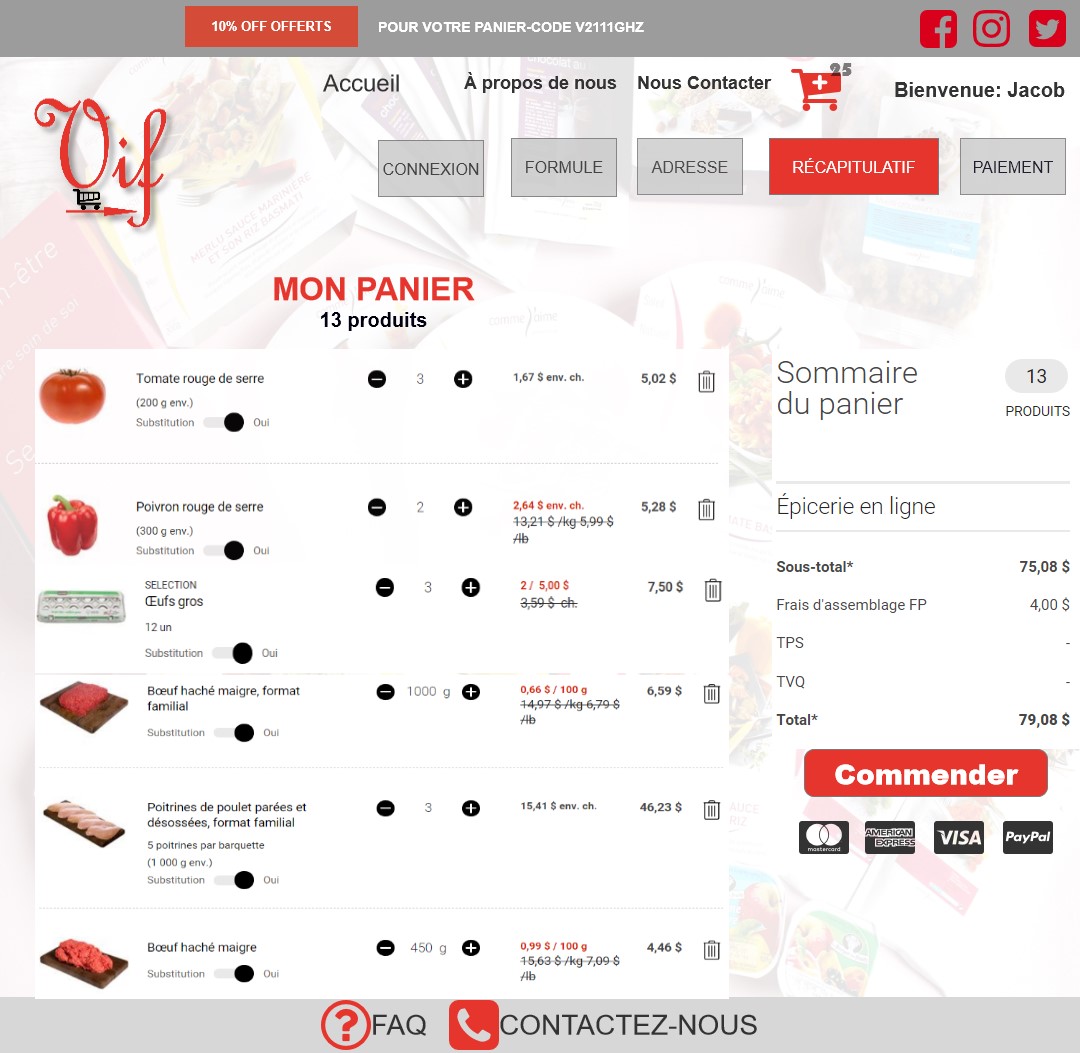 10% OFF OFFERTS
POUR VOTRE PANIER-CODE V2111GHZ
Accueil
À propos de nous
Nous Contacter
25
Bienvenue: Jacob
Vif
CONNEXION
FORMULE
ADRESSE
RÉCAPITULATIF
PAIEMENT
MERLU SAUCE MARINIÈRE
ET SON RIZ BASMATI
MON PANIER
13 produits
Tomate rouge de serre
3
1,67 $ env. ch.
5,02 $
(200 g env.)
Substitution
Oui
Poivron rouge de serre
2
2,64 $ env. ch.
5,28 $
13,21 $ /kg 5,99 $
/lb
(300 g env.)
Substitution
Oui
SELECTION
Œufs gros
3
2 / 5,00 $
7,50 $
3,59 $ ch.
12 un
Substitution
Oui
Bœuf haché maigre, format
familial
1000 g
0,66 $ / 100 g
6,59 $
14,97 $ /kg 6,79 $
/lb
Substitution
Oui
Poitrines de poulet parées et
désossées, format familial
3
15,41 $ env. ch.
46,23 $
5 poitrines par barquette
(1 000 g env.)
Substitution
Oui
Bœuf haché maigre
450 g
0,99 $ / 100 g
4,46 $
15,63 $ /kg 7,09 $
/lb
Substitution
Oui
Sommaire
du panier
13
PRODUITS
Épicerie en ligne
Sous-total* 75,08 $
Frais d'assemblage FP 4,00 $
TPS -
TVQ -
Total* 79,08 $
Commender
mastercard
AMERICAN
EXPRESS
VISA
PayPal
FAQ
CONTACTEZ-NOUS